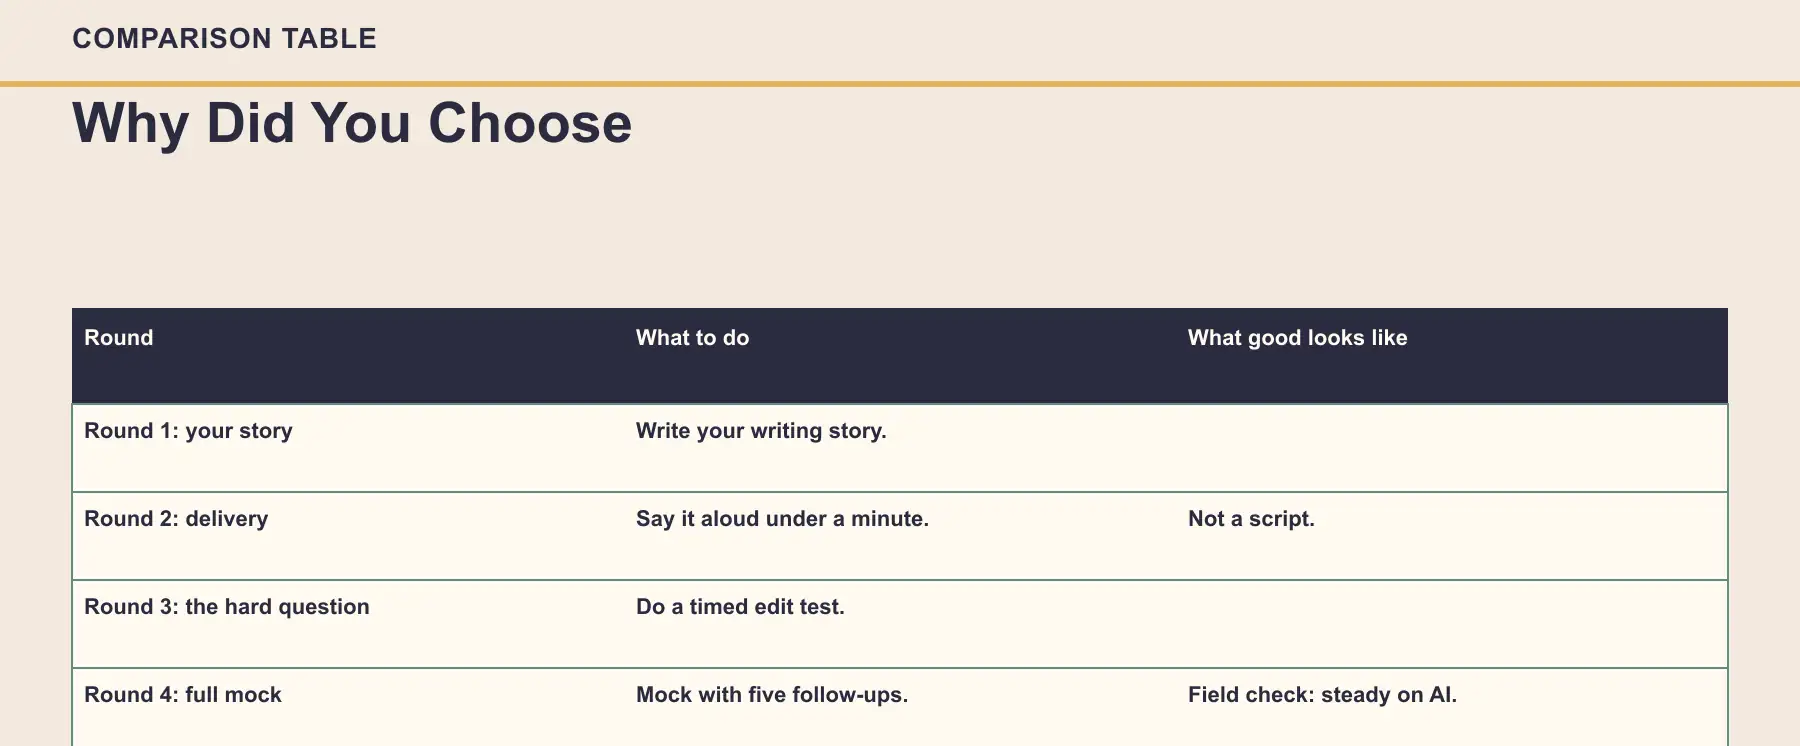 COMPARISON TABLE
Why Did You Choose
Round What to do What good looks like
Round 1: your story Write your writing story.
Round 2: delivery Say it aloud under a minute. Not a script.
Round 3: the hard question Do a timed edit test.
Round 4: full mock Mock with five follow-ups. Field check: steady on AI.